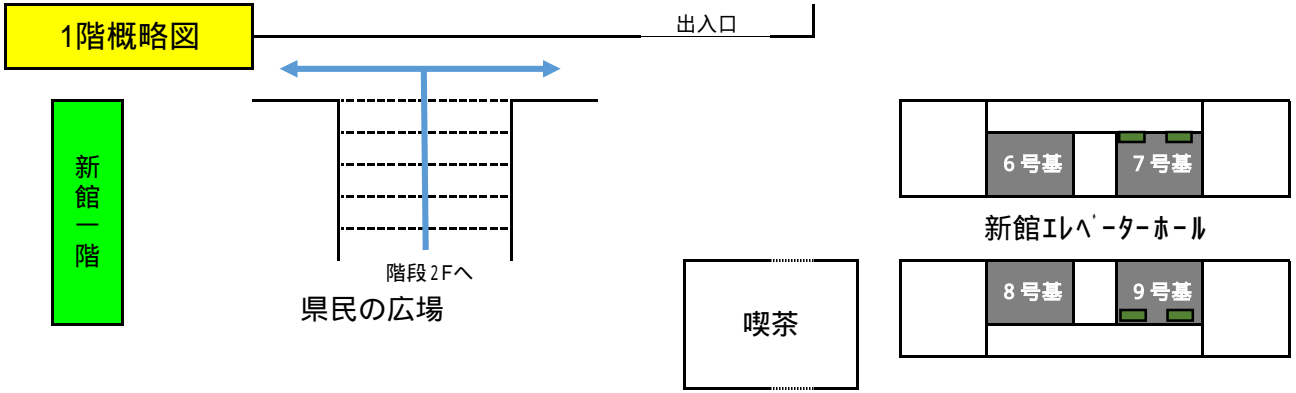 1階概略図
出入口
新館一階
6号基
7号基
新館ｴﾚﾍﾞｰﾀｰﾎｰﾙ
階段2Fへ
県民の広場
8号基
9号基
喫茶